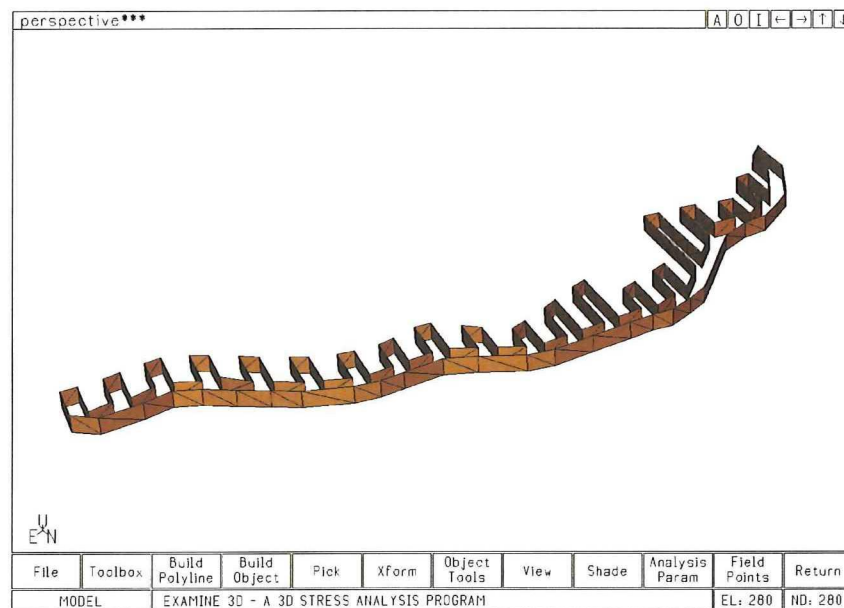 perspective*** A O I ← → ↑ ↓
U
E N
File Toolbox Build Polyline Build Object Pick Xform Object Tools View Shade Analysis Param Field Points Return
MODEL EXAMINE 3D - A 3D STRESS ANALYSIS PROGRAM EL: 280 ND: 280